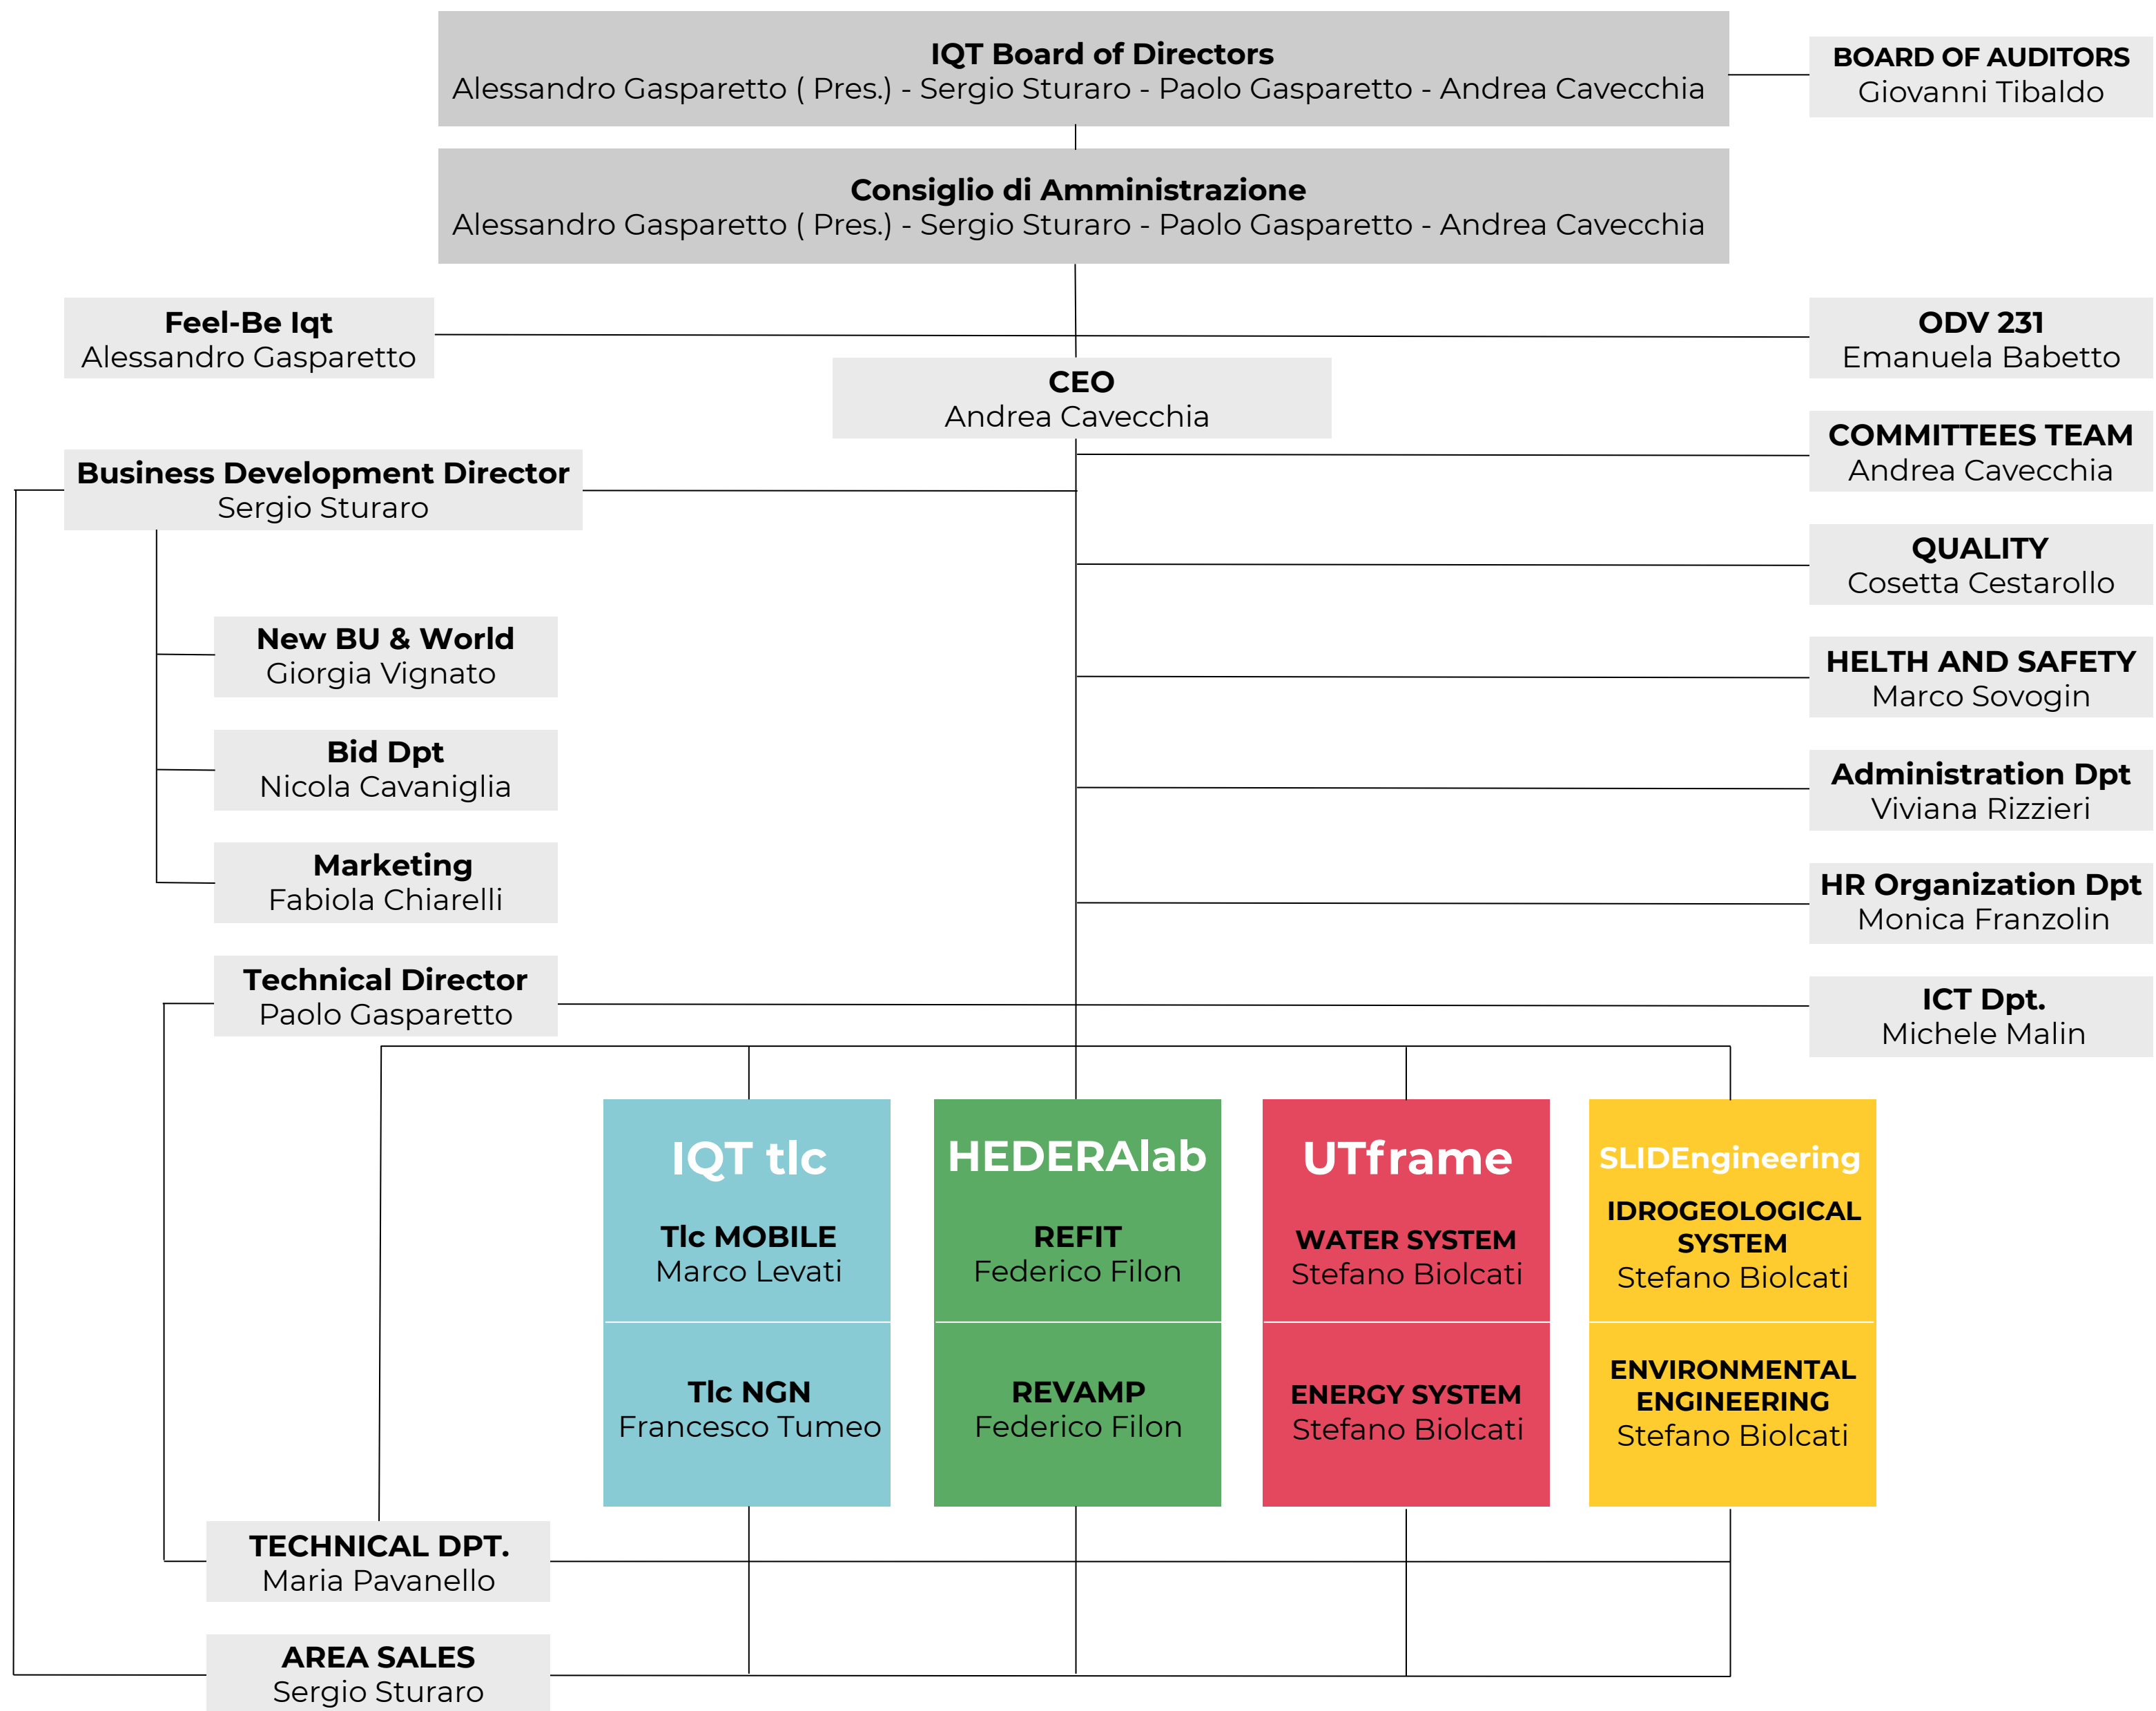 IQT Board of Directors
Alessandro Gasparetto ( Pres.) - Sergio Sturaro - Paolo Gasparetto - Andrea Cavecchia
BOARD OF AUDITORS
Giovanni Tibaldo
Consiglio di Amministrazione
Alessandro Gasparetto ( Pres.) - Sergio Sturaro - Paolo Gasparetto - Andrea Cavecchia
Feel-Be Iqt
Alessandro Gasparetto
ODV 231
Emanuela Babetto
CEO
Andrea Cavecchia
COMMITTEES TEAM
Andrea Cavecchia
Business Development Director
Sergio Sturaro
QUALITY
Cosetta Cestarollo
New BU & World
Giorgia Vignato
HELTH AND SAFETY
Marco Sovogin
Bid Dpt
Nicola Cavaniglia
Administration Dpt
Viviana Rizzieri
Marketing
Fabiola Chiarelli
HR Organization Dpt
Monica Franzolin
Technical Director
Paolo Gasparetto
ICT Dpt.
Michele Malin
IQT tlc
Tlc MOBILE
Marco Levati
Tlc NGN
Francesco Tumeo
HEDERAlab
REFIT
Federico Filon
REVAMP
Federico Filon
UTframe
WATER SYSTEM
Stefano Biolcati
ENERGY SYSTEM
Stefano Biolcati
SLIDEngineering
IDROGEOLOGICAL
SYSTEM
Stefano Biolcati
ENVIRONMENTAL
ENGINEERING
Stefano Biolcati
TECHNICAL DPT.
Maria Pavanello
AREA SALES
Sergio Sturaro